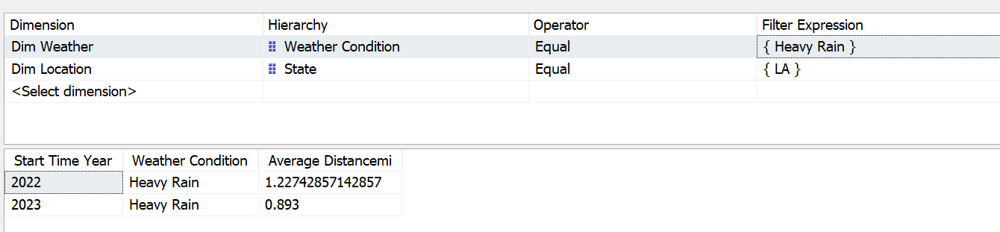 Dimension Hierarchy Operator Filter Expression
Dim Weather Weather Condition Equal { Heavy Rain }
Dim Location State Equal { LA }
<Select dimension>
Start Time Year Weather Condition Average Distancemi
2022 Heavy Rain 1.22742857142857
2023 Heavy Rain 0.893